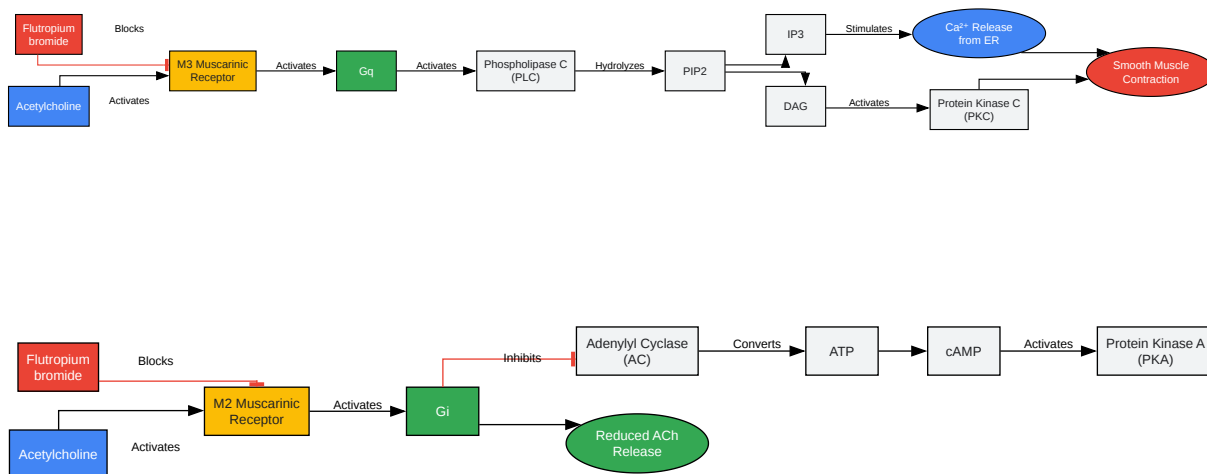 Flutropium
bromide
Blocks
Acetylcholine
Activates
M3 Muscarinic
Receptor
Activates
Gq
Activates
Phospholipase C
(PLC)
Hydrolyzes
PIP2
IP3
Stimulates
Ca²⁺ Release
from ER
DAG
Activates
Protein Kinase C
(PKC)
Smooth Muscle
Contraction
Flutropium
bromide
Blocks
Acetylcholine
Activates
M2 Muscarinic
Receptor
Activates
Gi
Inhibits
Adenylyl Cyclase
(AC)
Converts
ATP
cAMP
Activates
Protein Kinase A
(PKA)
Reduced ACh
Release